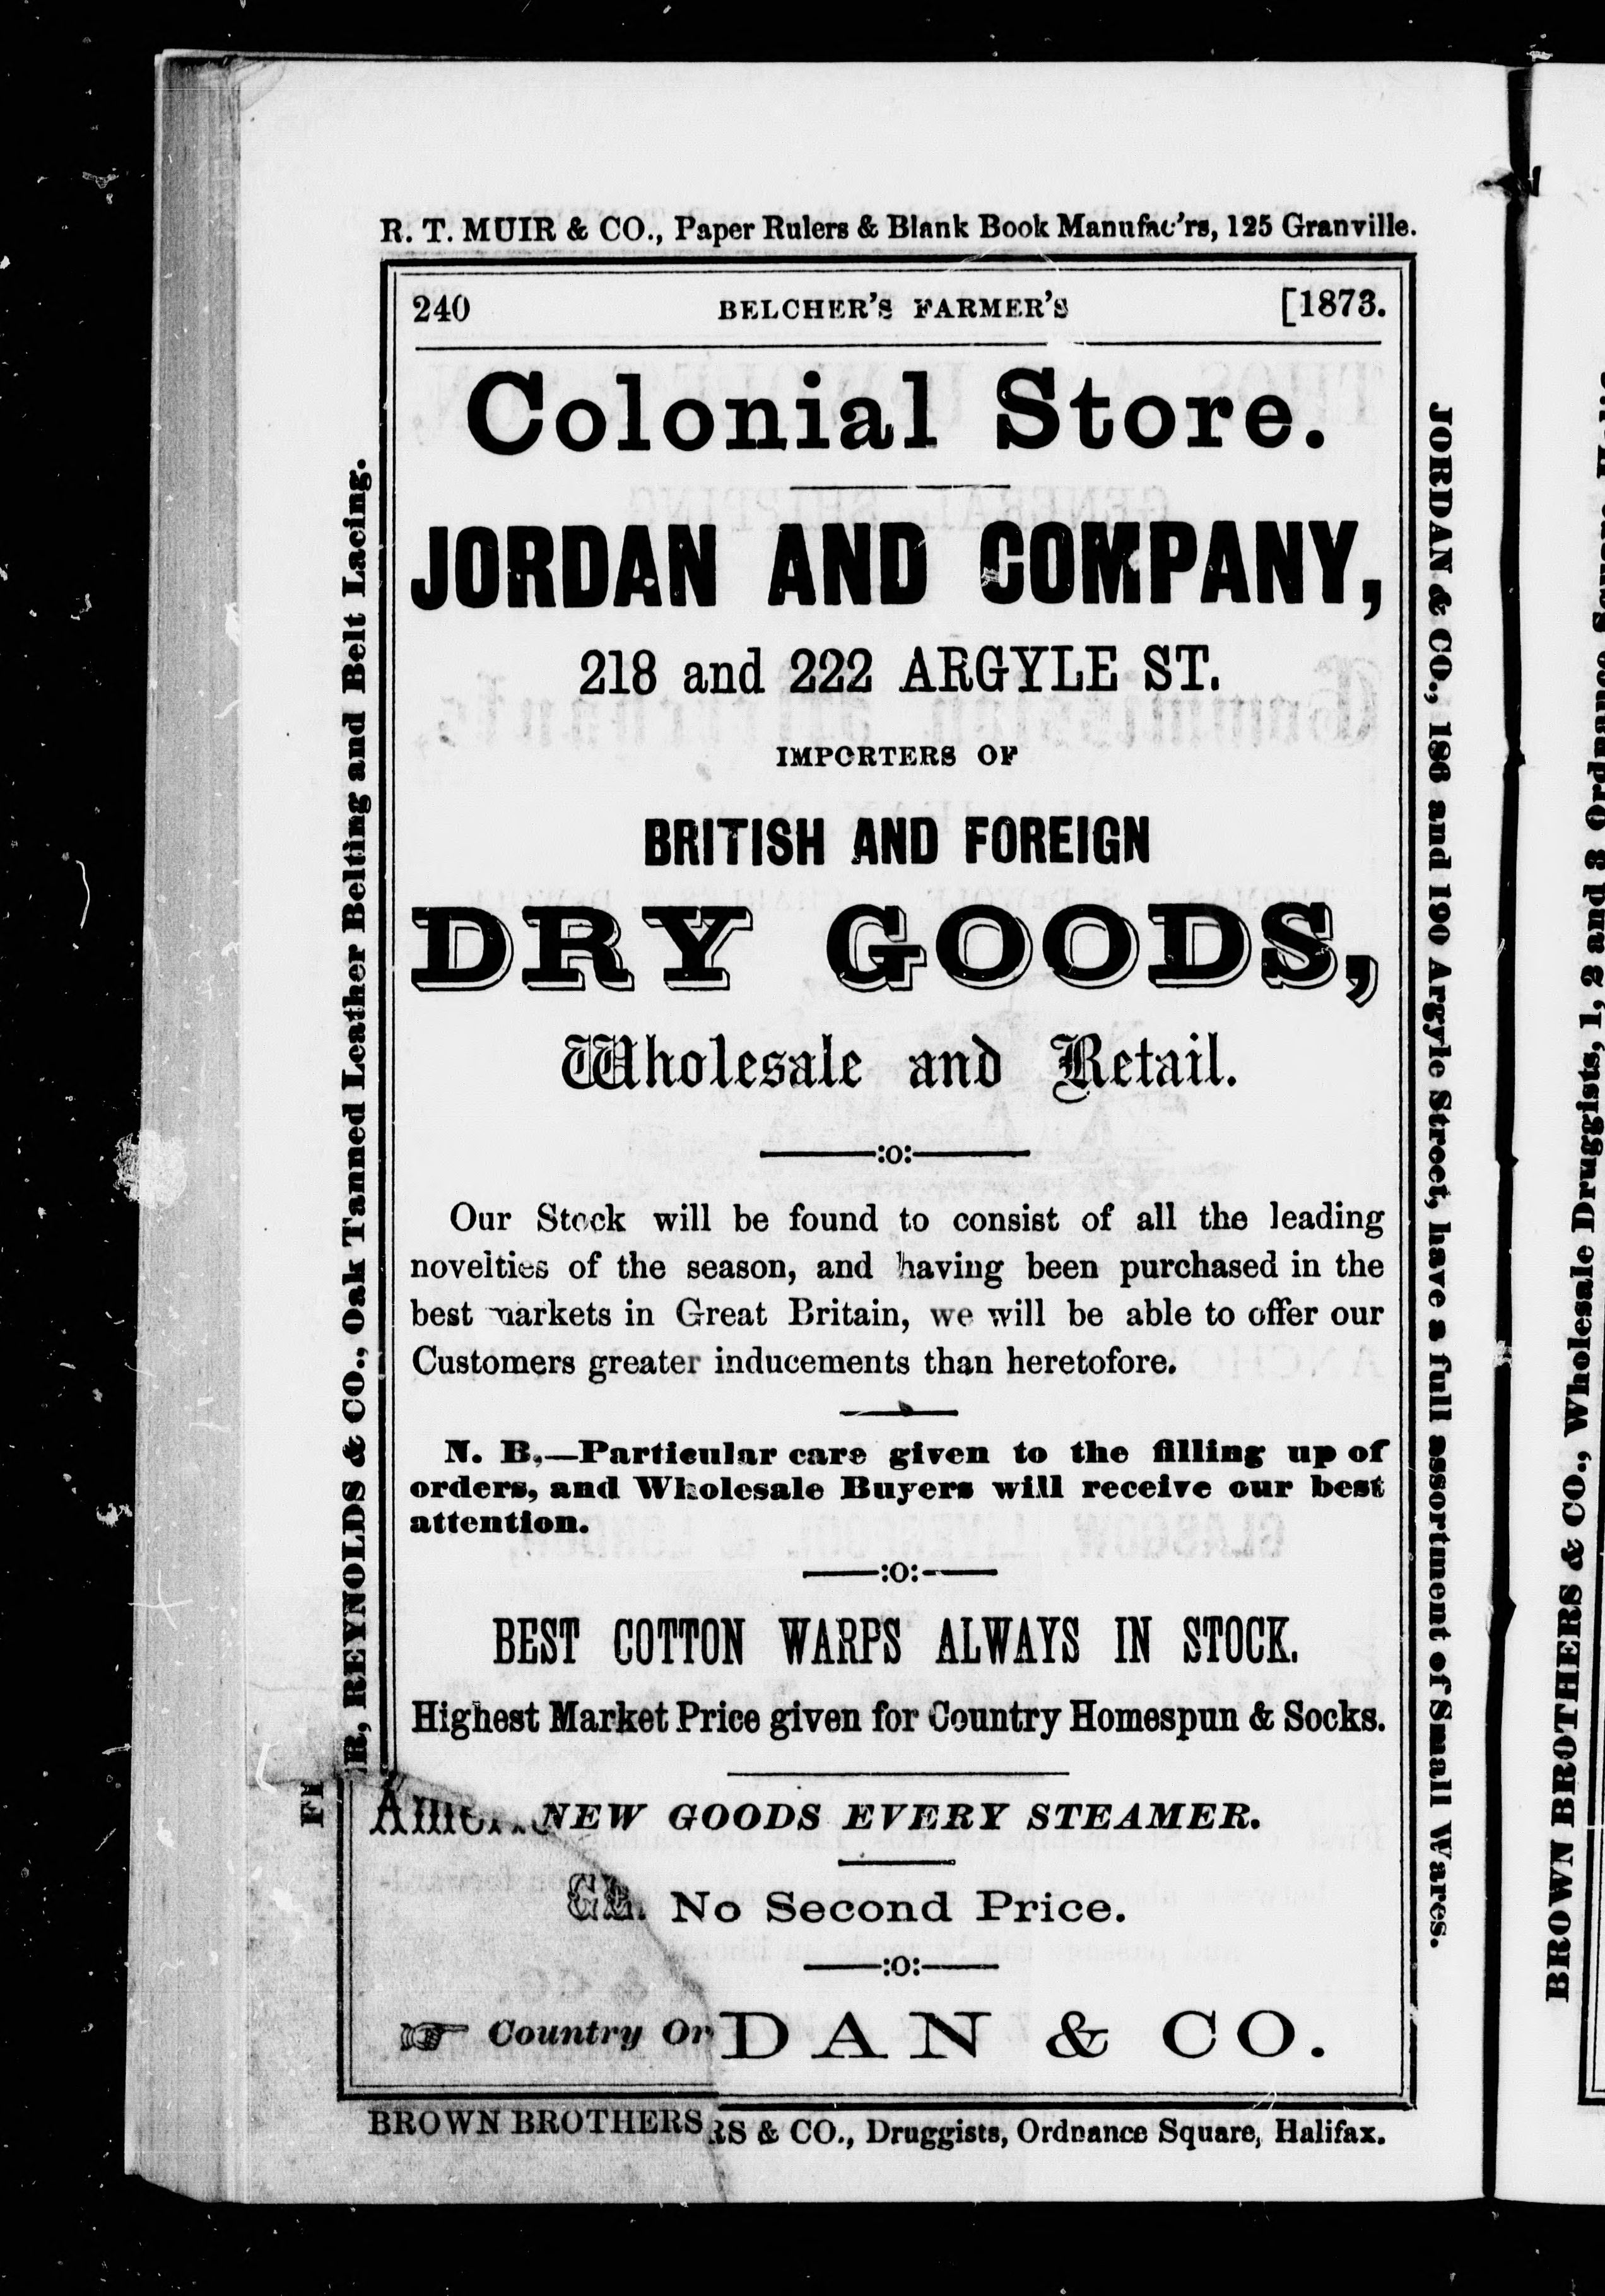 R. T. MUIR & CO., Paper Rulers & Blank Book Manufac'rs, 125 Granville.
240 BELCHER'S FARMER'S [1873.
Colonial Store.
JORDAN AND COMPANY,
218 and 222 ARGYLE ST.
IMPORTERS OF
BRITISH AND FOREIGN
DRY GOODS,
Wholesale and Retail.
:o:
Our Stock will be found to consist of all the leading
novelties of the season, and having been purchased in the
best markets in Great Britain, we will be able to offer our
Customers greater inducements than heretofore.
N. B.—Particular care given to the filling up of
orders, and Wholesale Buyers will receive our best
attention.
:o:
BEST COTTON WARPS ALWAYS IN STOCK.
Highest Market Price given for Country Homespun & Socks.
NEW GOODS EVERY STEAMER.
No Second Price.
:o:
☞ Country Or DAN & CO.
BROWN BROTHERS RS & CO., Druggists, Ordnance Square, Halifax.
R, REYNOLDS & CO., Oak Tanned Leather Belting and Belt Lacing.
JORDAN & CO., 186 and 190 Argyle Street, have a full assortment of Small Wares.
BROWN BROTHERS & CO., Wholesale Druggists, 1, 2 and 3 Ordnance Square,